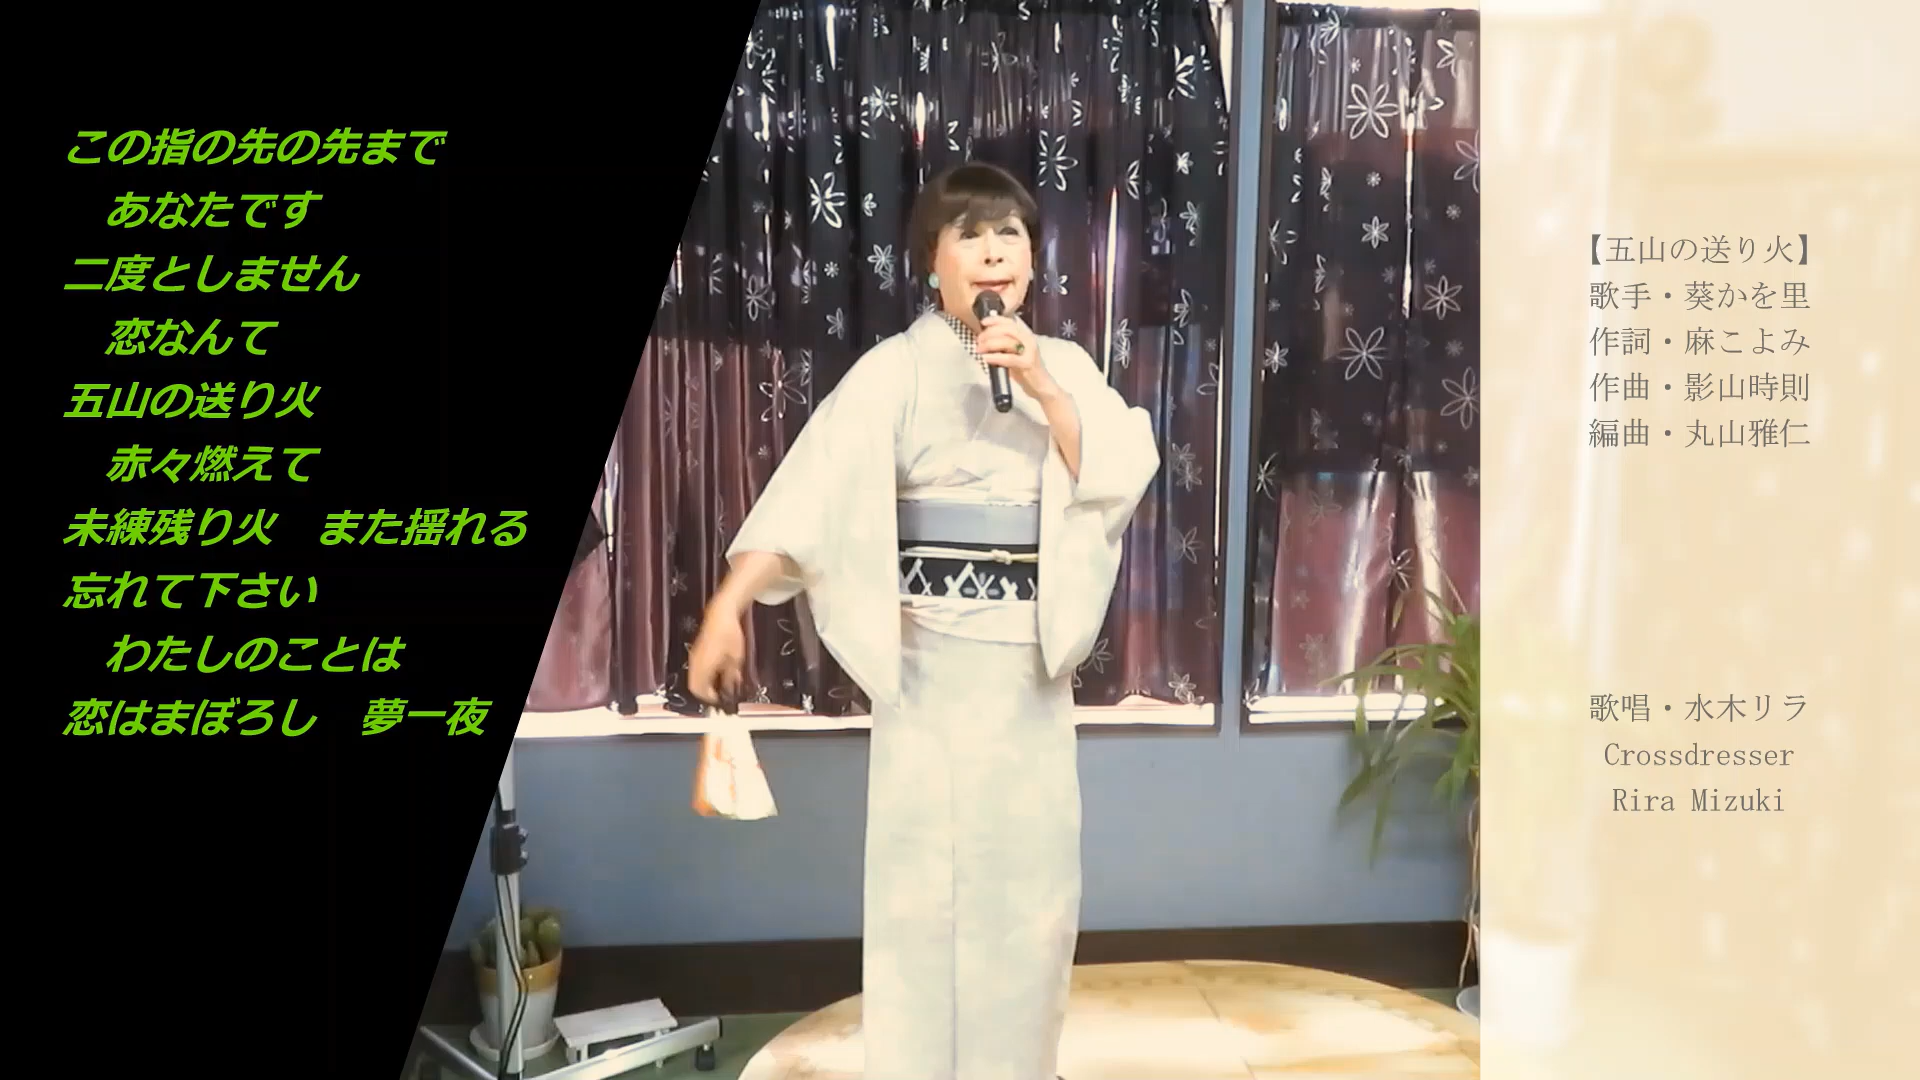 この指の先の先まで
あなたです
二度としません
恋なんて
五山の送り火
赤々燃えて
未練残り火　また揺れる
忘れて下さい
わたしのことは
恋はまぼろし　夢一夜
【五山の送り火】
歌手・葵かを里
作詞・麻こよみ
作曲・影山時則
編曲・丸山雅仁
歌唱・水木リラ
Crossdresser
Rira Mizuki